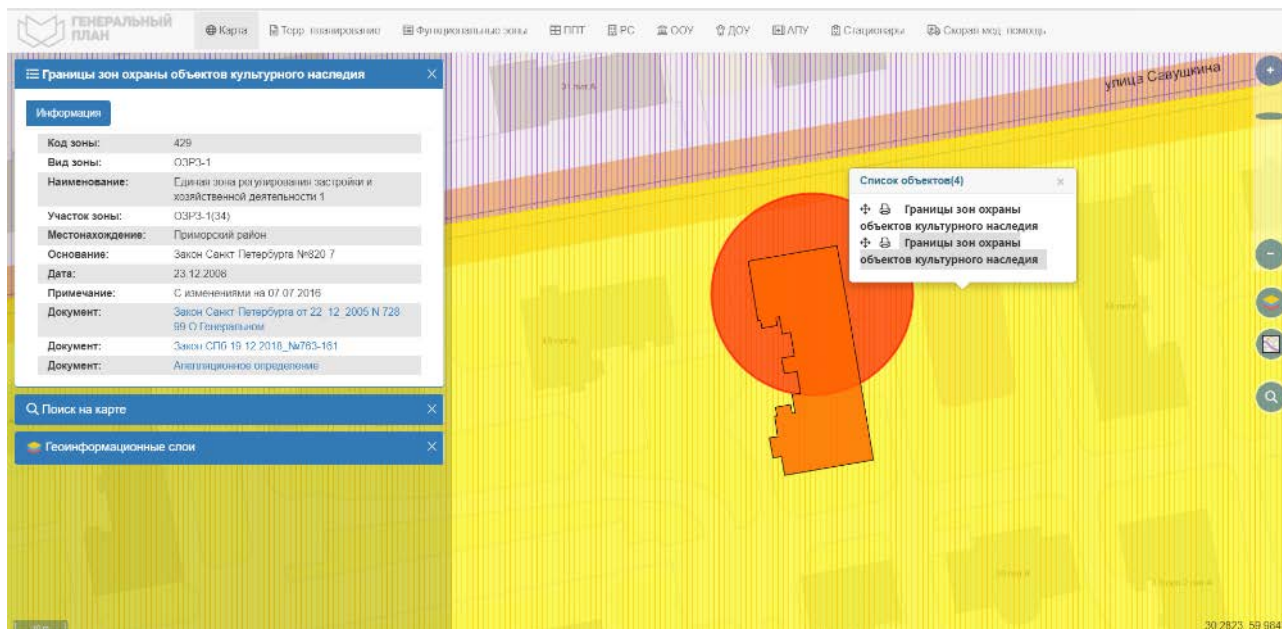 ГЕНЕРАЛЬНЫЙ
ПЛАН
Карта
Терр. планирование
Функциональные зоны
ППТ
РС
ООУ
ДОУ
АПУ
Стационары
Скорая мед. помощь
Границы зон охраны объектов культурного наследия
Информация
Код зоны: 429
Вид зоны: ОЗРЗ-1
Наименование: Единая зона регулирования застройки и
хозяйственной деятельности 1
Участок зоны: ОЗРЗ-1(34)
Местонахождение: Приморский район
Основание: Закон Санкт-Петербурга №820-7
Дата: 23.12.2008
Примечание: С изменениями на 07.07.2016
Документ: Закон Санкт-Петербурга от 22_12_2005 N 728-
99 О Генеральном
Документ: Закон СПб 19.12.2018_№763-161
Документ: Апелляционное определение
Поиск на карте
Геоинформационные слои
улица Савушкина
Список объектов(4)
Границы зон охраны
объектов культурного наследия
Границы зон охраны
объектов культурного наследия
30.2823, 59.984